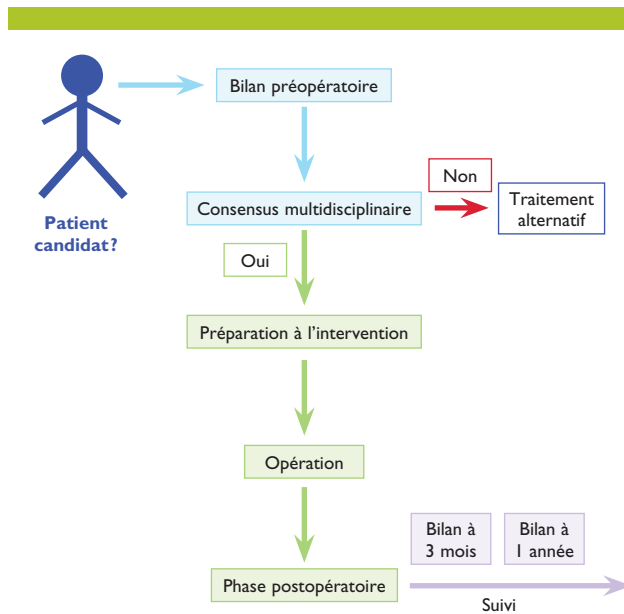 Bilan préopératoire
Patient
candidat?
Consensus multidisciplinaire
Non
Traitement
alternatif
Oui
Préparation à l’intervention
Opération
Bilan à
3 mois
Bilan à
1 année
Phase postopératoire
Suivi